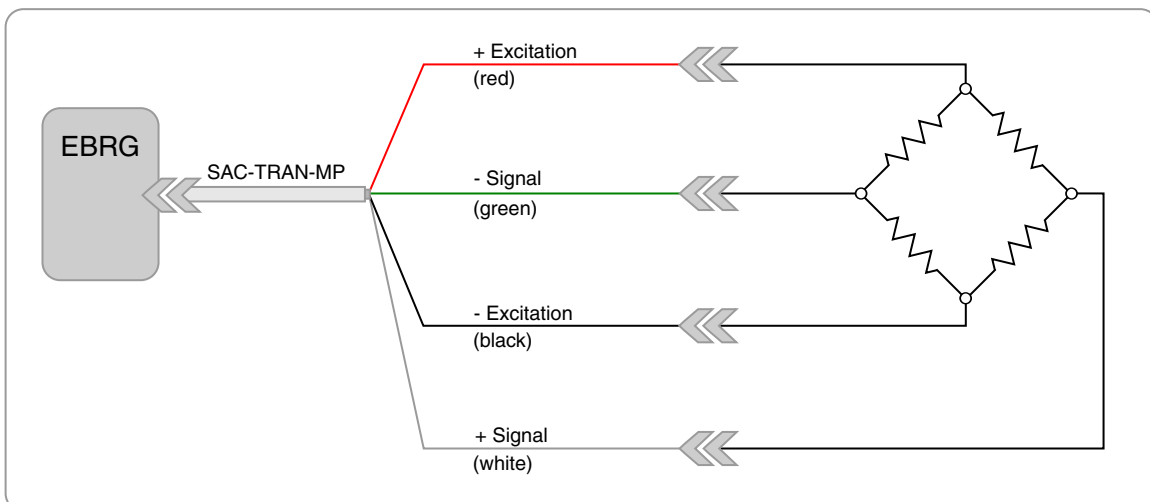 EBRG
SAC-TRAN-MP
+ Excitation
(red)
- Signal
(green)
- Excitation
(black)
+ Signal
(white)